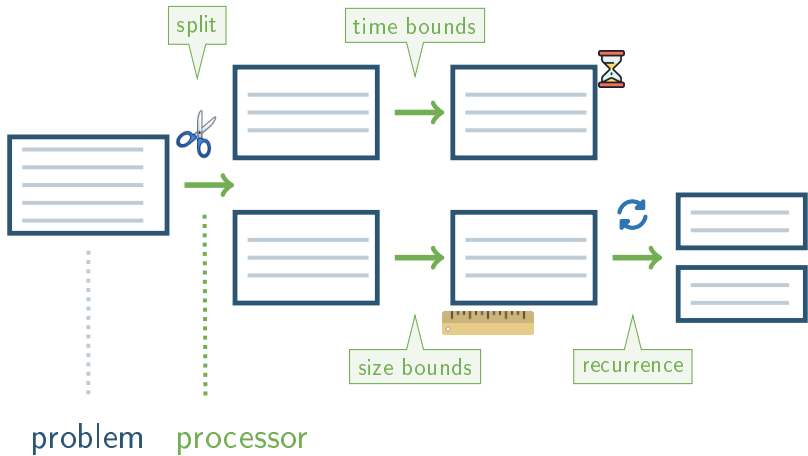 split
time bounds
size bounds
recurrence
problem
processor